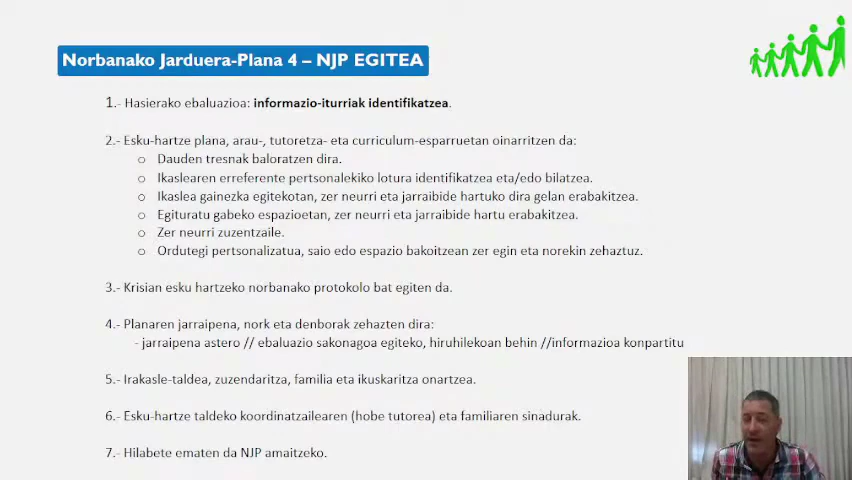 Norbanako Jarduera-Plana 4 – NJP EGITEA
1.- Hasierako ebaluazioa: informazio-iturriak identifikatzea.
2.- Esku-hartze plana, arau-, tutoretza- eta curriculum-esparruetan oinarritzen da:
o Dauden tresnak baloratzen dira.
o Ikaslearen erreferente pertsonalekiko lotura identifikatzea eta/edo bilatzea.
o Ikaslea gainezka egitekotan, zer neurri eta jarraibide hartuko dira gelan erabakitzea.
o Egituratu gabeko espazioetan, zer neurri eta jarraibide hartu erabakitzea.
o Zer neurri zuzentzaile.
o Ordutegi pertsonalizatua, saio edo espazio bakoitzean zer egin eta norekin zehaztuz.
3.- Krisian esku hartzeko norbanako protokolo bat egiten da.
4.- Planaren jarraipena, nork eta denborak zehazten dira:
- jarraipena astero // ebaluazio sakonagoa egiteko, hiruhilekoan behin //informazioa konpartitu
5.- Irakasle-taldea, zuzendaritza, familia eta ikuskaritza onartzea.
6.- Esku-hartze taldeko koordinatzailearen (hobe tutorea) eta familiaren sinadurak.
7.- Hilabete ematen da NJP amaitzeko.